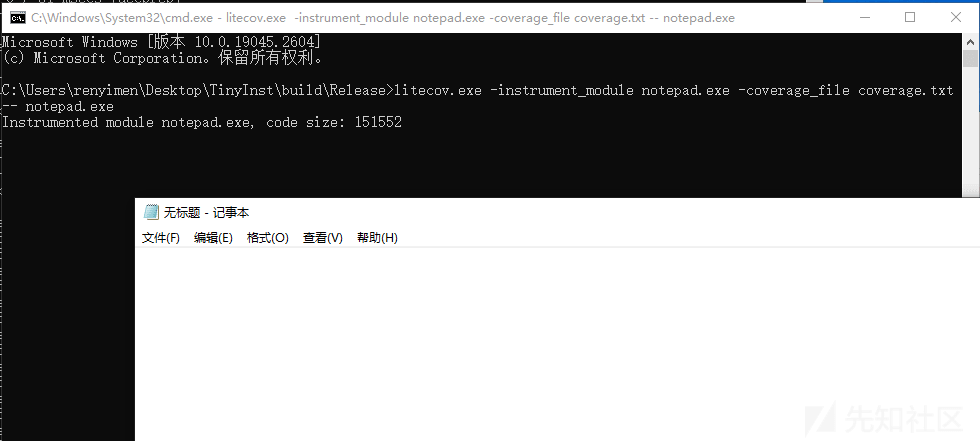 C:\Windows\System32\cmd.exe - litecov.exe  -instrument_module notepad.exe -coverage_file coverage.txt -- notepad.exe
Microsoft Windows [版本 10.0.19045.2604]
(c) Microsoft Corporation。保留所有权利。
C:\Users\renyimen\Desktop\TinyInst\build\Release>litecov.exe -instrument_module notepad.exe -coverage_file coverage.txt
-- notepad.exe
Instrumented module notepad.exe, code size: 151552
无标题 - 记事本
文件(F) 编辑(E) 格式(O) 查看(V) 帮助(H)
先知社区